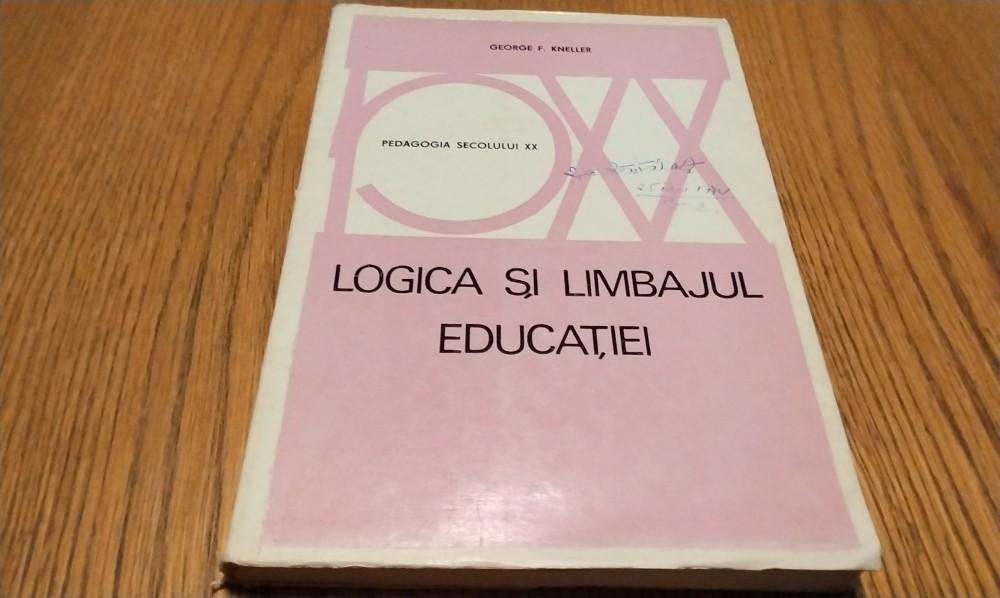 GEORGE F. KNELLER
PEDAGOGIA SECOLULUI XX
LOGICA ȘI LIMBAJUL
EDUCAȚIEI